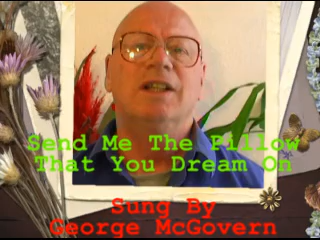 Send Me The Pillow
That You Dream On
Sung By
George McGovern